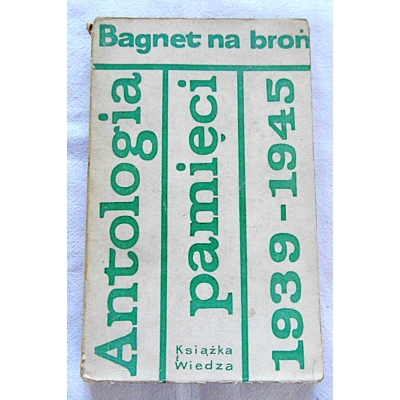 Bagnet na broń
Antologia
pamięci
1939-1945
Książka
i
Wiedza